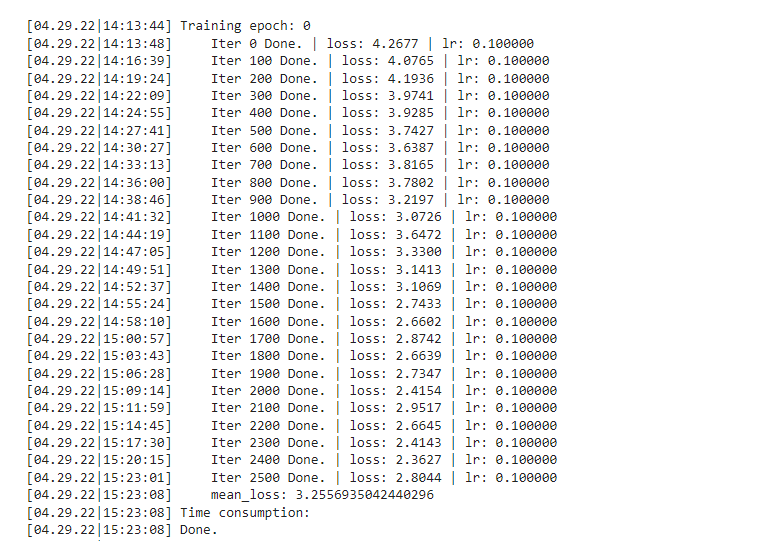 [04.29.22|14:13:44] Training epoch: 0
[04.29.22|14:13:48]     Iter 0 Done. | loss: 4.2677 | lr: 0.100000
[04.29.22|14:16:39]     Iter 100 Done. | loss: 4.0765 | lr: 0.100000
[04.29.22|14:19:24]     Iter 200 Done. | loss: 4.1936 | lr: 0.100000
[04.29.22|14:22:09]     Iter 300 Done. | loss: 3.9741 | lr: 0.100000
[04.29.22|14:24:55]     Iter 400 Done. | loss: 3.9285 | lr: 0.100000
[04.29.22|14:27:41]     Iter 500 Done. | loss: 3.7427 | lr: 0.100000
[04.29.22|14:30:27]     Iter 600 Done. | loss: 3.6387 | lr: 0.100000
[04.29.22|14:33:13]     Iter 700 Done. | loss: 3.8165 | lr: 0.100000
[04.29.22|14:36:00]     Iter 800 Done. | loss: 3.7802 | lr: 0.100000
[04.29.22|14:38:46]     Iter 900 Done. | loss: 3.2197 | lr: 0.100000
[04.29.22|14:41:32]     Iter 1000 Done. | loss: 3.0726 | lr: 0.100000
[04.29.22|14:44:19]     Iter 1100 Done. | loss: 3.6472 | lr: 0.100000
[04.29.22|14:47:05]     Iter 1200 Done. | loss: 3.3300 | lr: 0.100000
[04.29.22|14:49:51]     Iter 1300 Done. | loss: 3.1413 | lr: 0.100000
[04.29.22|14:52:37]     Iter 1400 Done. | loss: 3.1069 | lr: 0.100000
[04.29.22|14:55:24]     Iter 1500 Done. | loss: 2.7433 | lr: 0.100000
[04.29.22|14:58:10]     Iter 1600 Done. | loss: 2.6602 | lr: 0.100000
[04.29.22|15:00:57]     Iter 1700 Done. | loss: 2.8742 | lr: 0.100000
[04.29.22|15:03:43]     Iter 1800 Done. | loss: 2.6639 | lr: 0.100000
[04.29.22|15:06:28]     Iter 1900 Done. | loss: 2.7347 | lr: 0.100000
[04.29.22|15:09:14]     Iter 2000 Done. | loss: 2.4154 | lr: 0.100000
[04.29.22|15:11:59]     Iter 2100 Done. | loss: 2.9517 | lr: 0.100000
[04.29.22|15:14:45]     Iter 2200 Done. | loss: 2.6645 | lr: 0.100000
[04.29.22|15:17:30]     Iter 2300 Done. | loss: 2.4143 | lr: 0.100000
[04.29.22|15:20:15]     Iter 2400 Done. | loss: 2.3627 | lr: 0.100000
[04.29.22|15:23:01]     Iter 2500 Done. | loss: 2.8044 | lr: 0.100000
[04.29.22|15:23:08]     mean_loss: 3.2556935042440296
[04.29.22|15:23:08] Time consumption:
[04.29.22|15:23:08] Done.